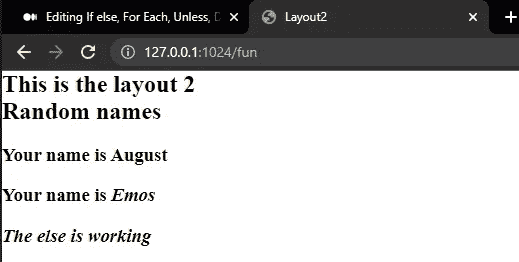 Editing If else, For Each, Unless,
Layout2
127.0.0.1:1024/fun
This is the layout 2
Random names
Your name is August
Your name is Emos
The else is working